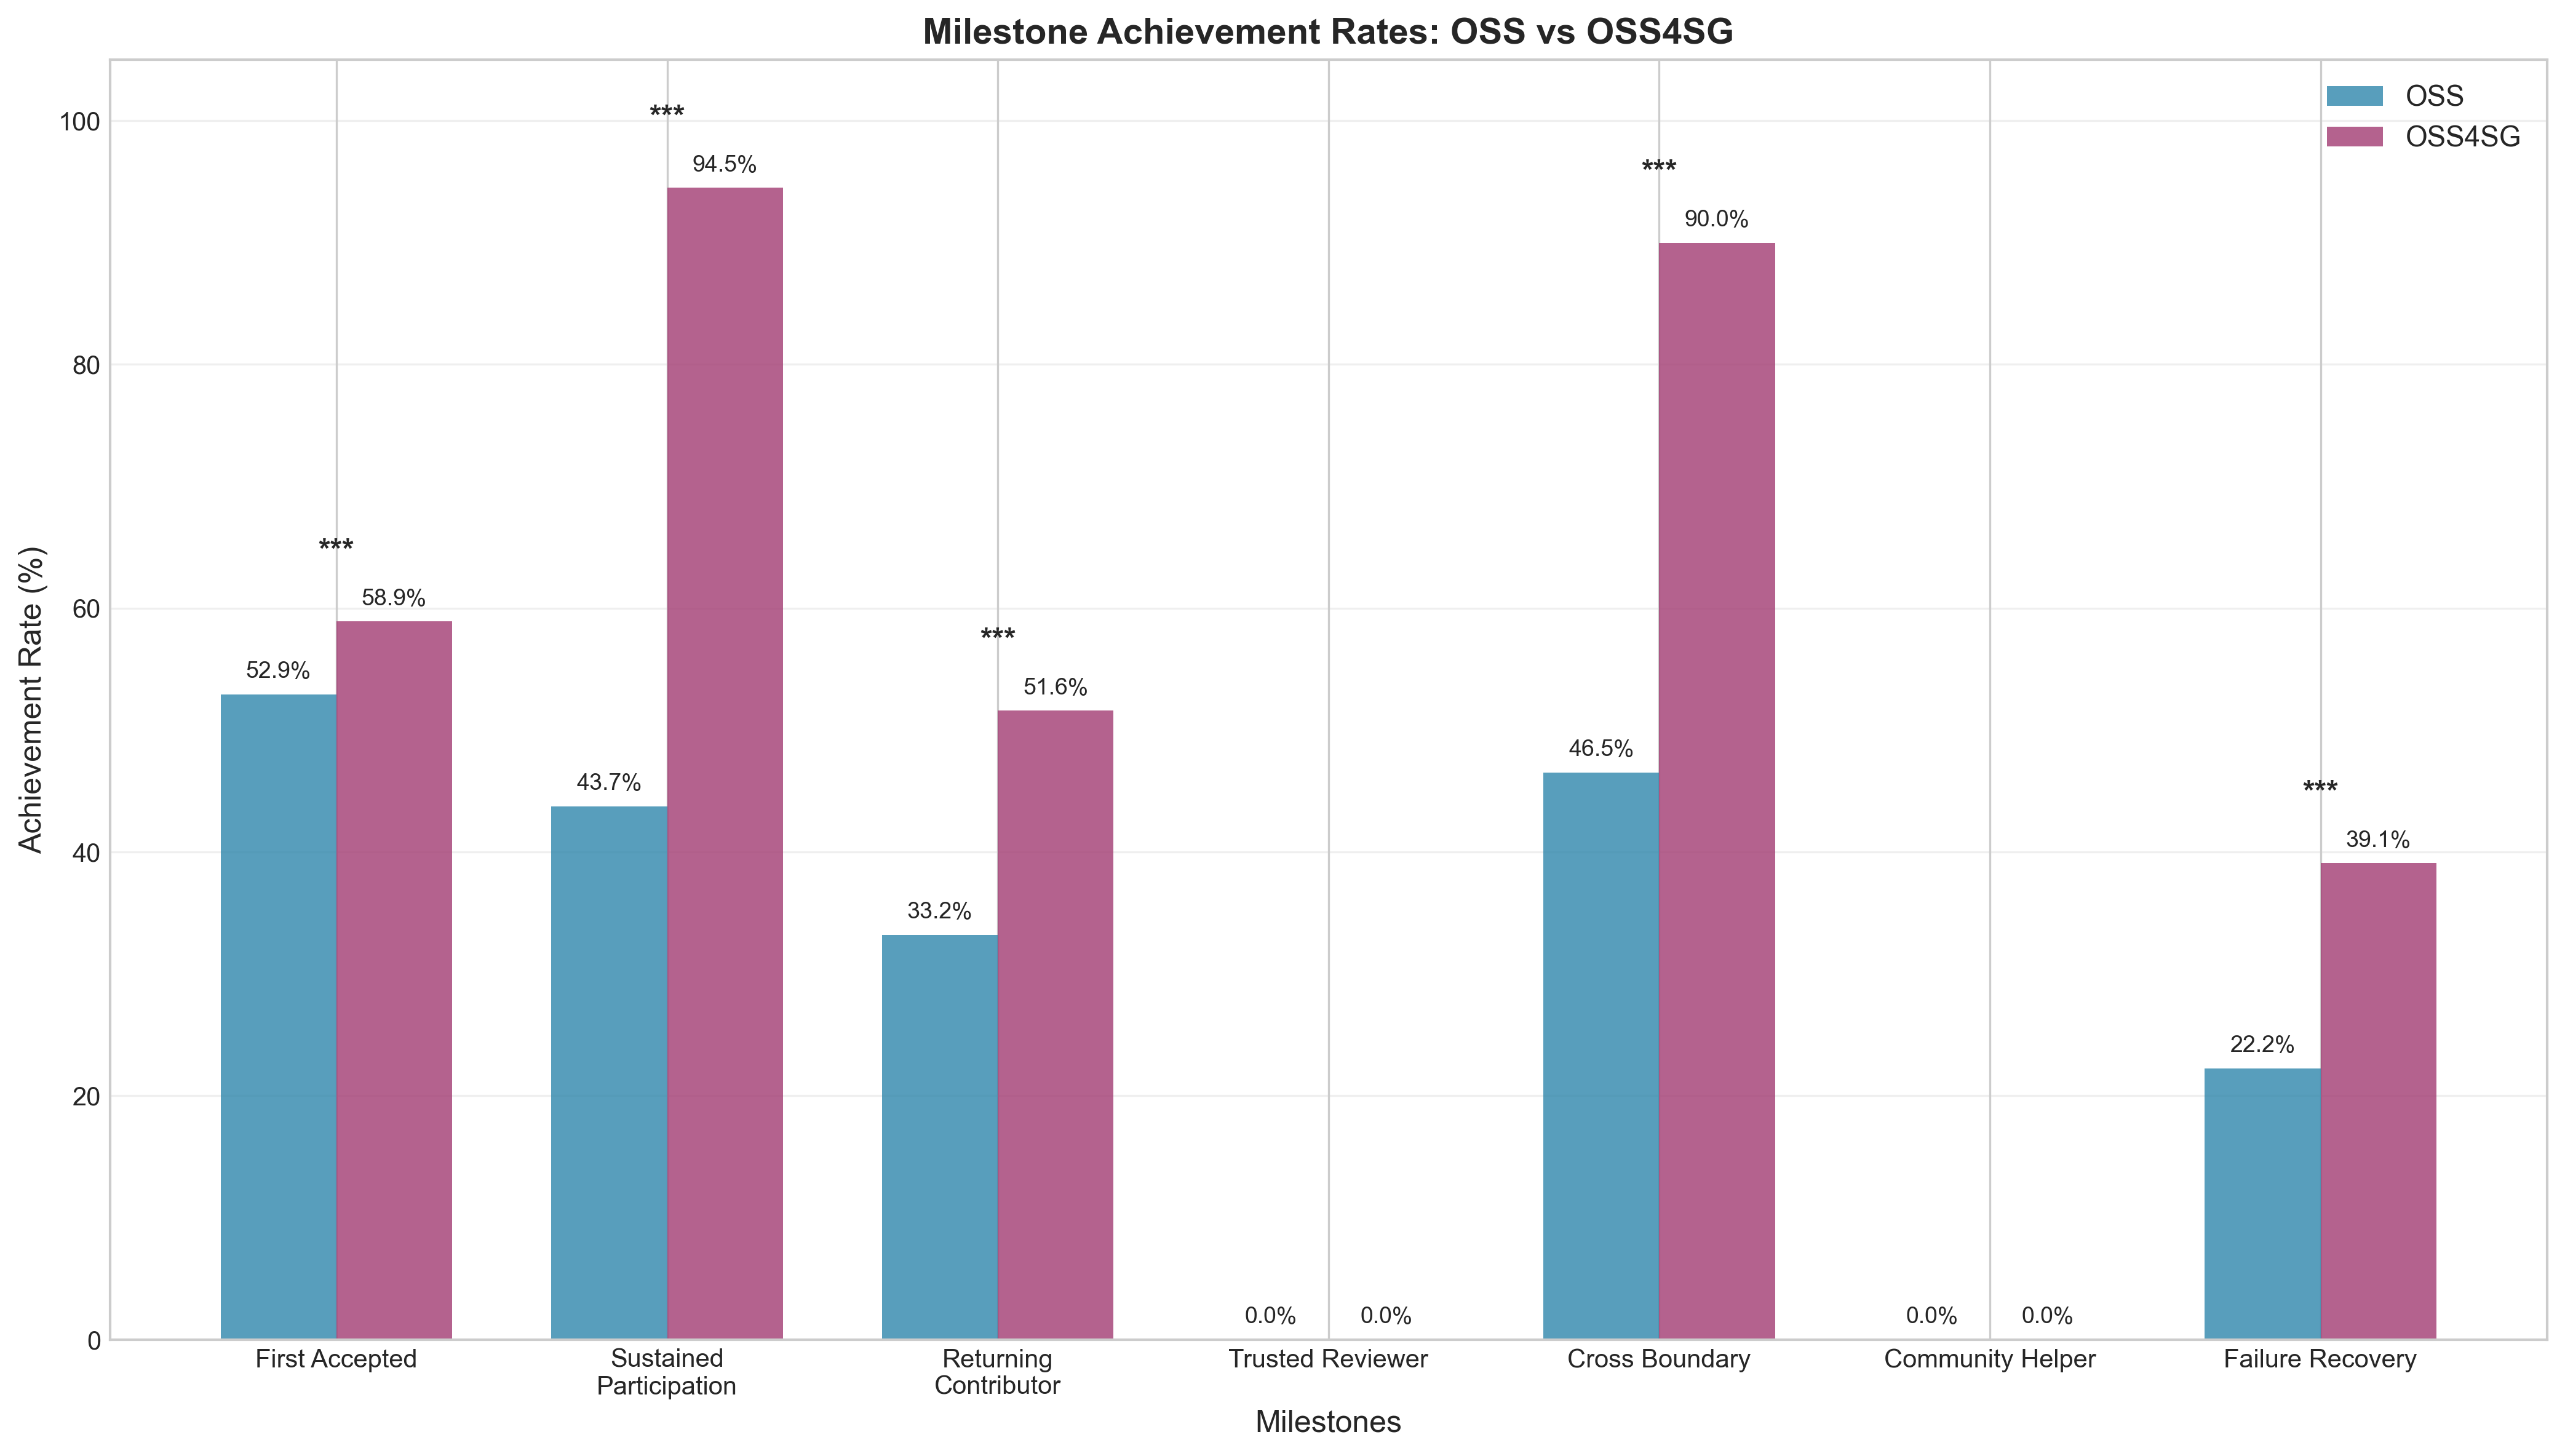 Milestone Achievement Rates: OSS vs OSS4SG
OSS
OSS4SG
Achievement Rate (%)
100
80
60
40
20
0
***
52.9%
58.9%
***
43.7%
94.5%
***
33.2%
51.6%
0.0%
0.0%
***
46.5%
90.0%
0.0%
0.0%
***
22.2%
39.1%
First Accepted
Sustained
Participation
Returning
Contributor
Trusted Reviewer
Cross Boundary
Community Helper
Failure Recovery
Milestones